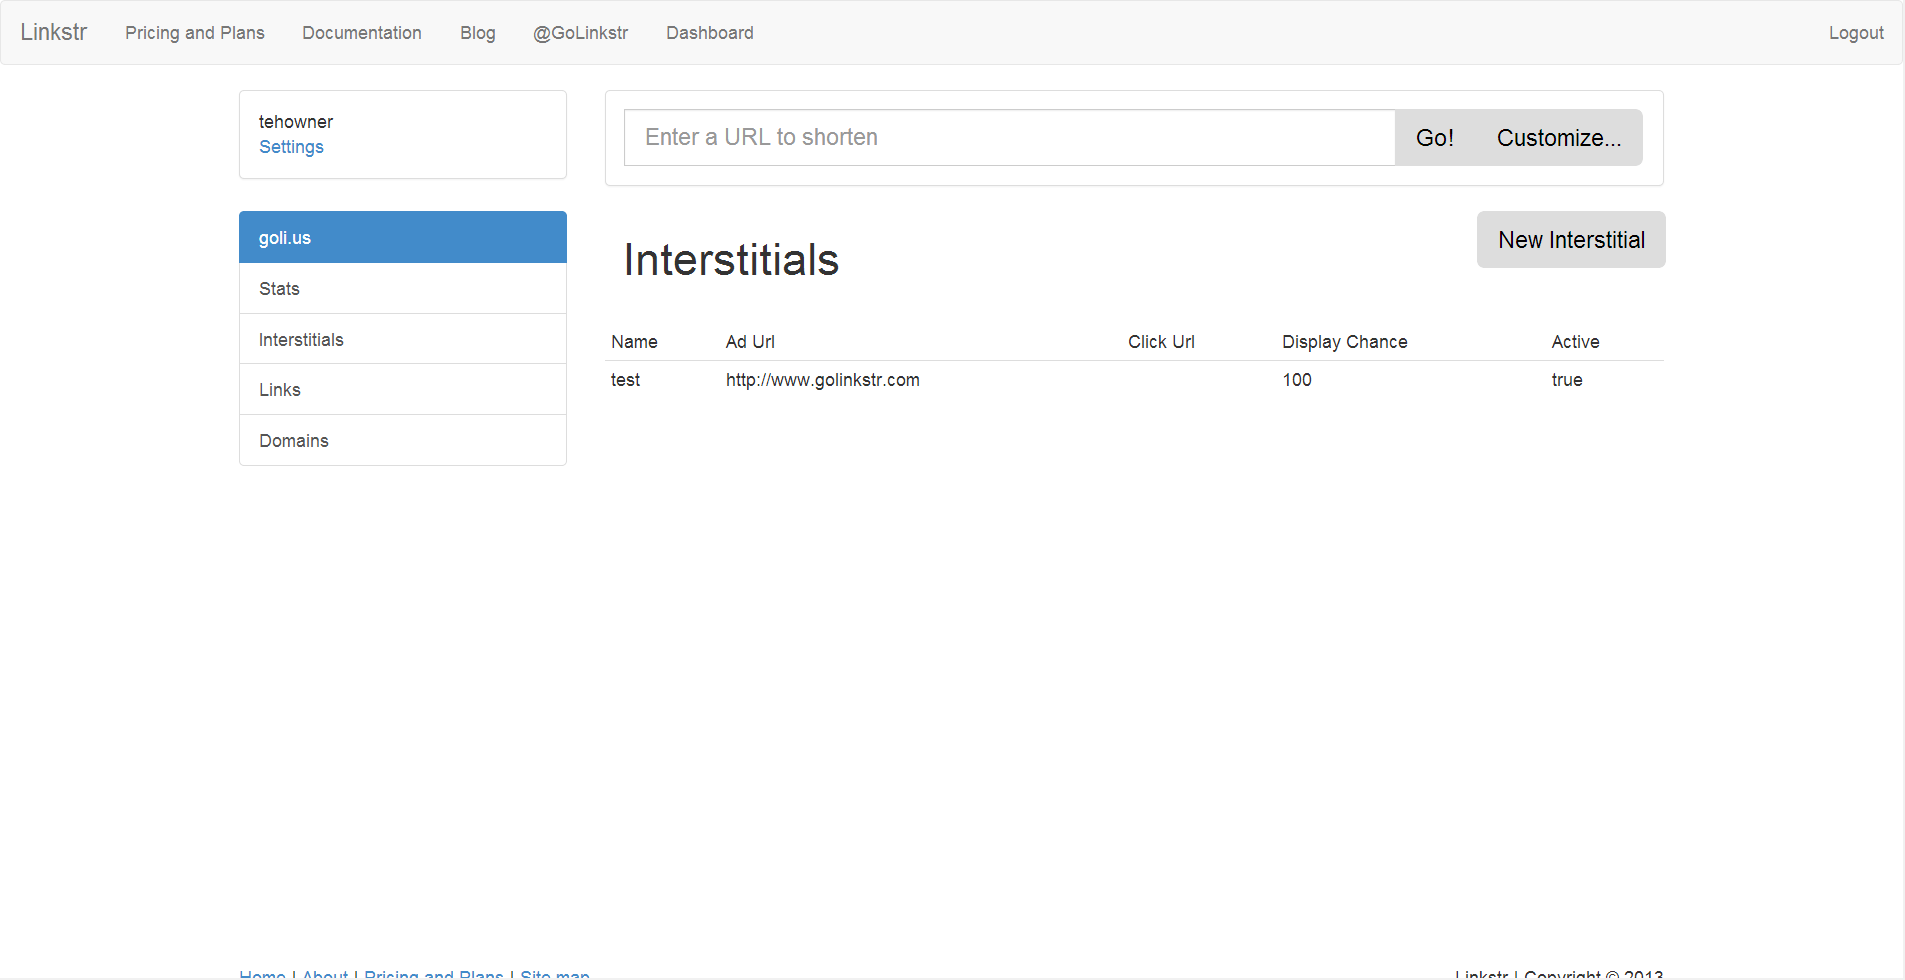 Linkstr Pricing and Plans Documentation Blog @GoLinkstr Dashboard Logout
tehowner
Settings
Enter a URL to shorten Go! Customize...
goli.us
Stats
Interstitials
Links
Domains
Interstitials
New Interstitial
Name Ad Url Click Url Display Chance Active
test http://www.golinkstr.com 100 true
Home | About | Pricing and Plans | Site map
Linkstr | Copyright © 2013